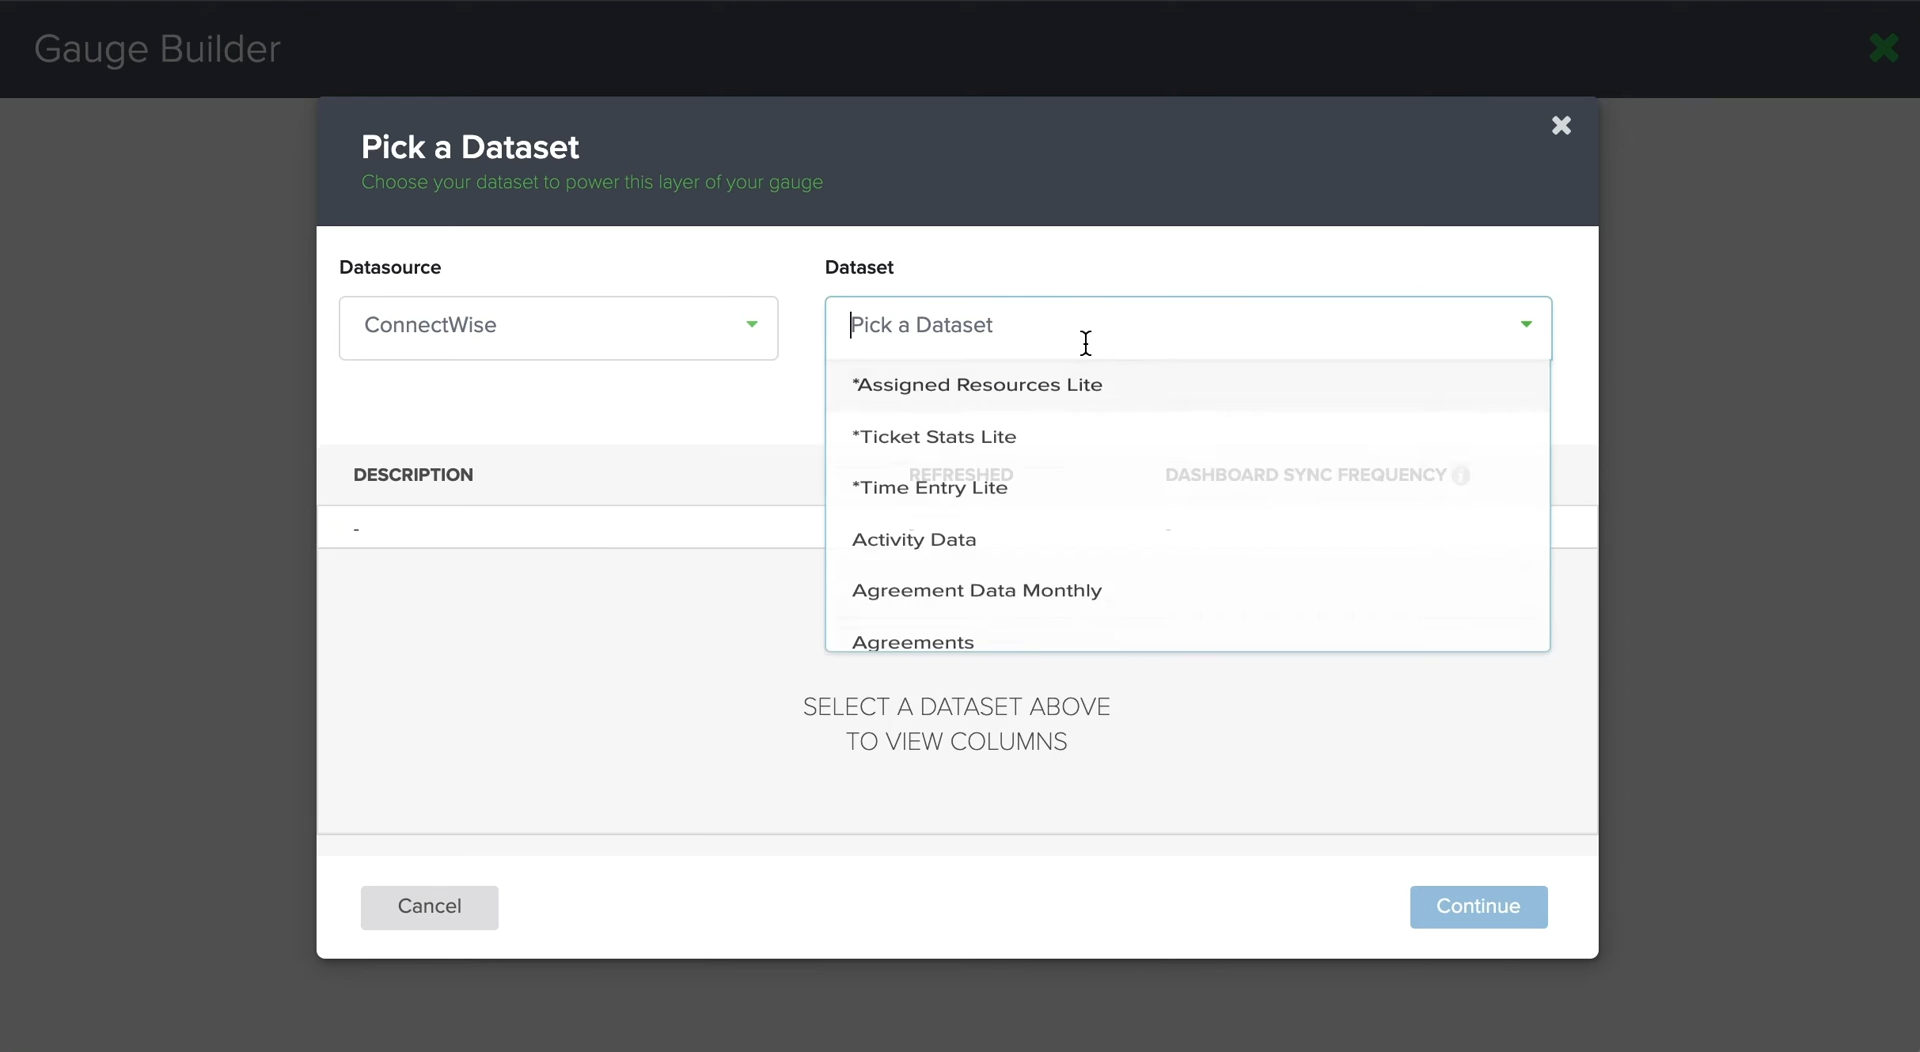 Gauge Builder
Pick a Dataset
Choose your dataset to power this layer of your gauge
Datasource
Dataset
ConnectWise
Pick a Dataset
*Assigned Resources Lite
*Ticket Stats Lite
*Time Entry Lite
Activity Data
Agreement Data Monthly
Agreements
DESCRIPTION
REFRESHED
DASHBOARD SYNC FREQUENCY
-
-
-
SELECT A DATASET ABOVE
TO VIEW COLUMNS
Cancel
Continue